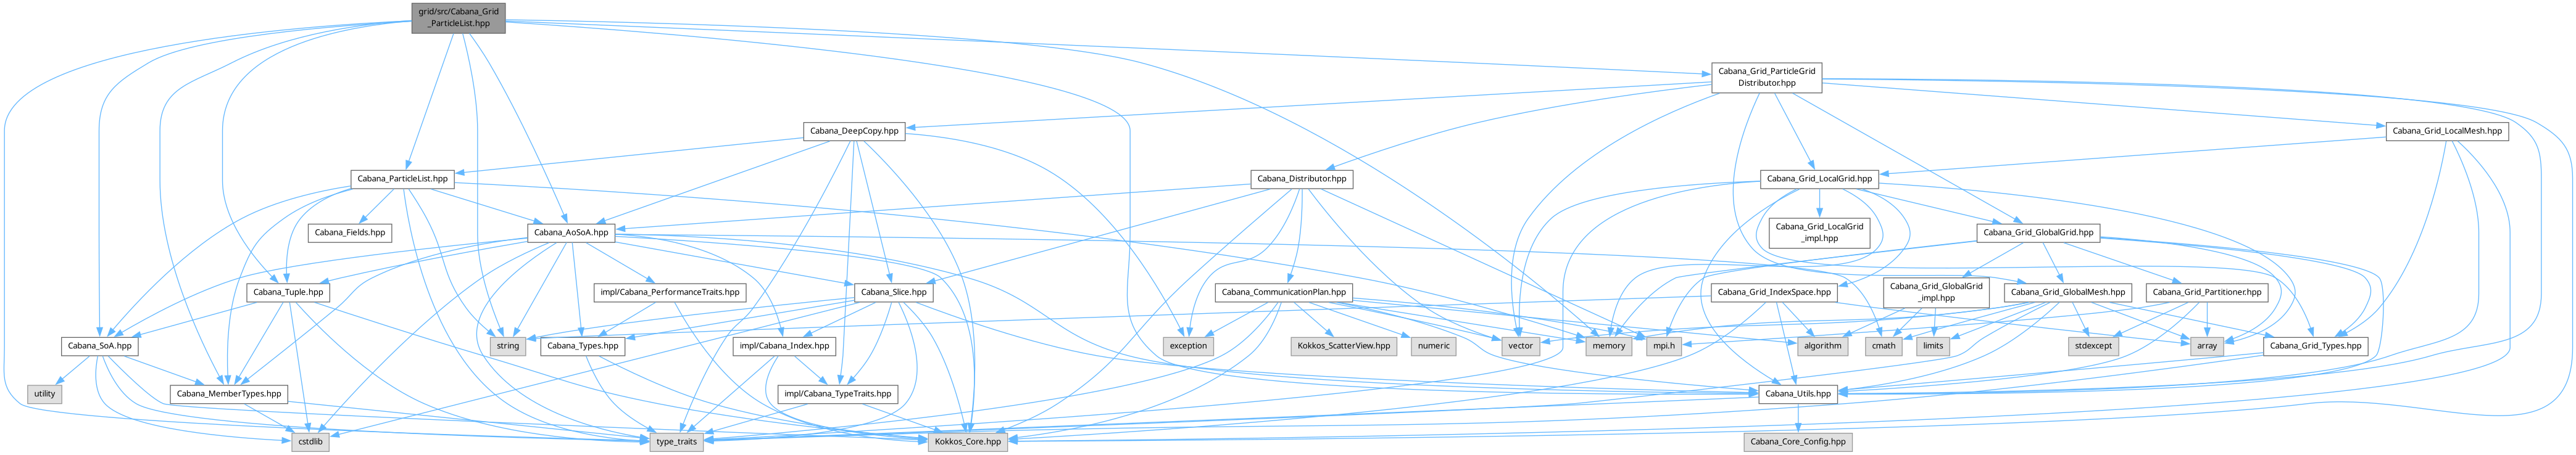 grid/src/Cabana_Grid
_ParticleList.hpp
Cabana_Grid_ParticleGrid
Distributor.hpp
Cabana_DeepCopy.hpp
Cabana_Grid_LocalMesh.hpp
Cabana_ParticleList.hpp
Cabana_Distributor.hpp
Cabana_Grid_LocalGrid.hpp
Cabana_Fields.hpp
Cabana_AoSoA.hpp
Cabana_Grid_LocalGrid
_impl.hpp
Cabana_Grid_GlobalGrid.hpp
Cabana_Tuple.hpp
impl/Cabana_PerformanceTraits.hpp
Cabana_Slice.hpp
Cabana_CommunicationPlan.hpp
Cabana_Grid_IndexSpace.hpp
Cabana_Grid_GlobalGrid
_impl.hpp
Cabana_Grid_GlobalMesh.hpp
Cabana_Grid_Partitioner.hpp
Cabana_SoA.hpp
string
Cabana_Types.hpp
impl/Cabana_Index.hpp
exception
Kokkos_ScatterView.hpp
numeric
vector
memory
mpi.h
algorithm
cmath
limits
stdexcept
array
Cabana_Grid_Types.hpp
utility
Cabana_MemberTypes.hpp
impl/Cabana_TypeTraits.hpp
Cabana_Utils.hpp
cstdlib
type_traits
Kokkos_Core.hpp
Cabana_Core_Config.hpp